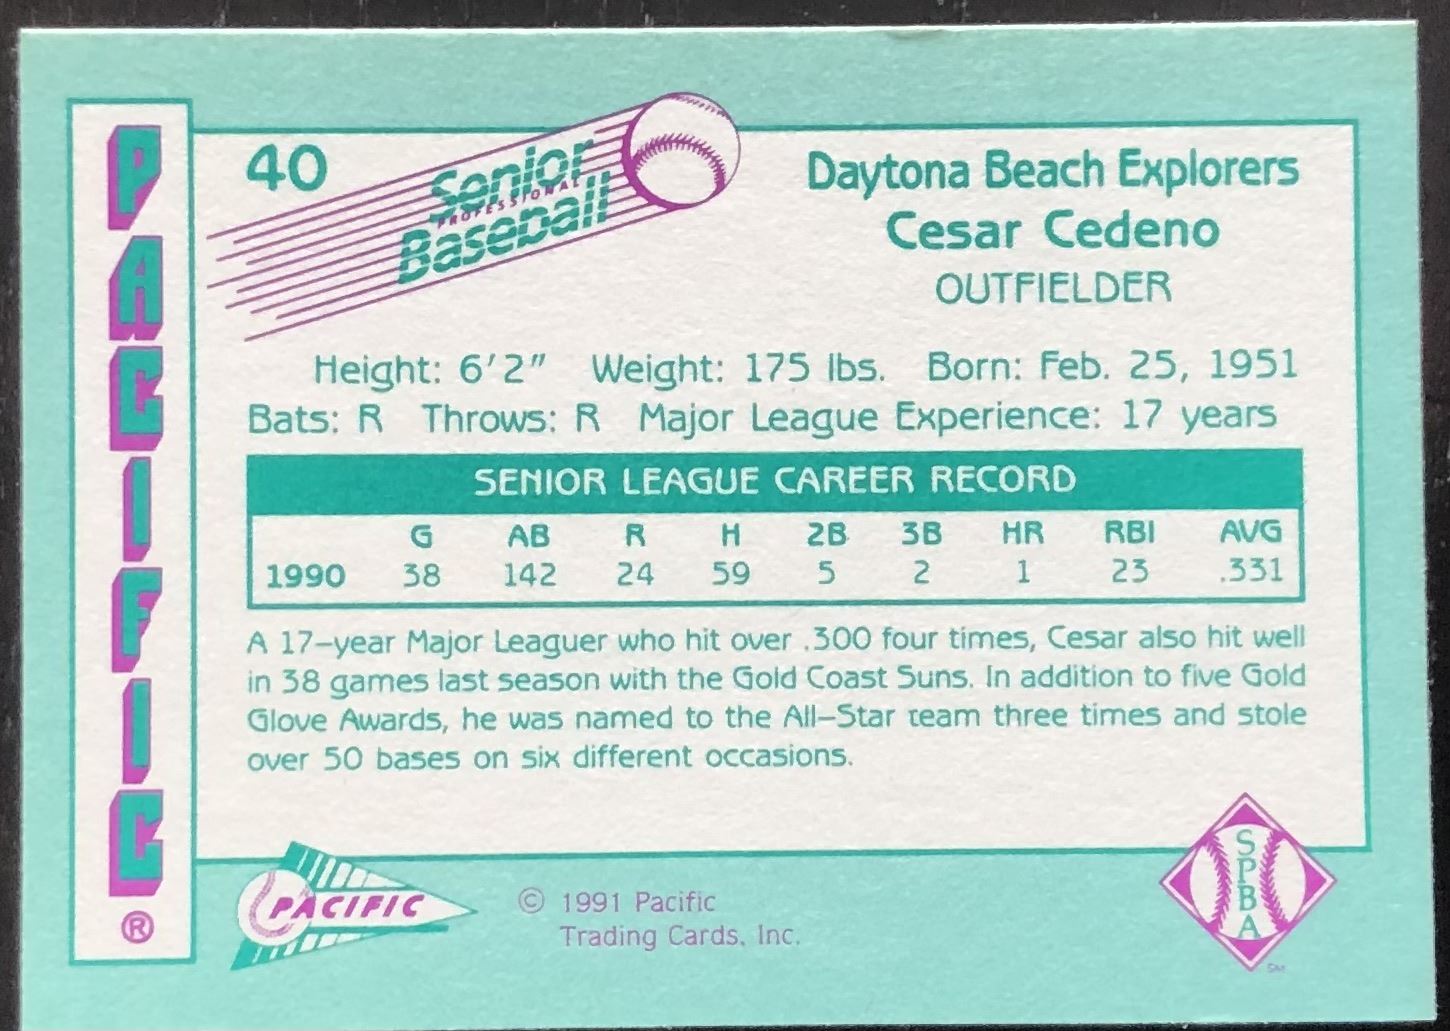 PACIFIC
®
40
Senior
PROFESSIONAL
Baseball
Daytona Beach Explorers
Cesar Cedeno
OUTFIELDER
Height: 6'2" Weight: 175 lbs. Born: Feb. 25, 1951
Bats: R Throws: R Major League Experience: 17 years
SENIOR LEAGUE CAREER RECORD
G AB R H 2B 3B HR RBI AVG
1990 38 142 24 59 5 2 1 23 .331
A 17-year Major Leaguer who hit over .300 four times, Cesar also hit well
in 38 games last season with the Gold Coast Suns. In addition to five Gold
Glove Awards, he was named to the All-Star team three times and stole
over 50 bases on six different occasions.
PACIFIC
© 1991 Pacific
Trading Cards, Inc.
SPBA
SM